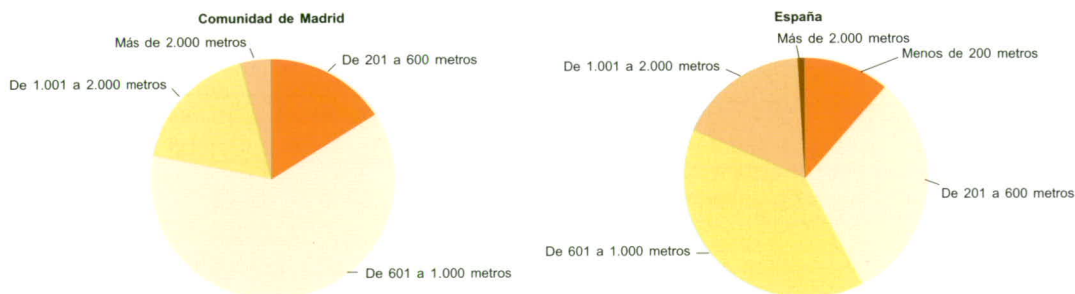 Comunidad de Madrid
Más de 2.000 metros
De 201 a 600 metros
De 1.001 a 2.000 metros
De 601 a 1.000 metros
España
Más de 2.000 metros
Menos de 200 metros
De 1.001 a 2.000 metros
De 201 a 600 metros
De 601 a 1.000 metros